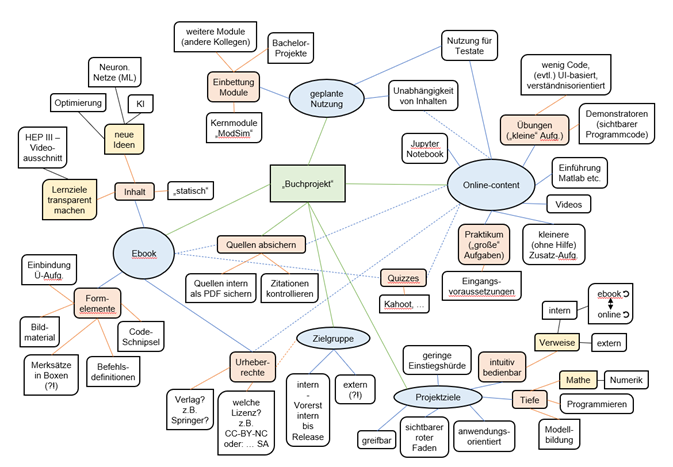 weitere Module
(andere Kollegen)
Bachelor-
Projekte
Einbettung
Module
Kernmodule
„ModSim“
geplante
Nutzung
Nutzung für
Testate
Unabhängigkeit
von Inhalten
wenig Code,
(evtl.) UI-basiert,
verständnisorientiert
Übungen
(„kleine“ Aufg.)
Demonstratoren
(sichtbarer
Programmcode)
Jupyter
Notebook
Online-content
Einführung
Matlab etc.
Videos
kleinere
(ohne Hilfe)
Zusatz-Aufg.
Praktikum
(„große“
Aufgaben)
Eingangs-
voraussetzungen
Neuron.
Netze (ML)
KI
Optimierung
neue
Ideen
HEP III –
Video-
ausschnitt
Lernziele
transparent
machen
Inhalt
„statisch“
„Buchprojekt“
Ebook
Quellen absichern
Quellen intern
als PDF sichern
Zitationen
kontrollieren
Quizzes
Kahoot, …
Einbindung
Ü-Aufg.
Form-
elemente
Bild-
material
Code-
Schnipsel
Merksätze
in Boxen
(?!)
Befehls-
definitionen
Urheber-
rechte
Verlag?
z.B.
Springer?
welche
Lizenz?
z.B.
CC-BY-NC
oder: … SA
Zielgruppe
intern
-
Vorerst
intern
bis
Release
extern
(?!)
Projektziele
geringe
Einstiegshürde
intuitiv
bedienbar
greifbar
sichtbarer
roter
Faden
anwendungs-
orientiert
Verweise
intern
ebook
online
extern
Tiefe
Mathe
Numerik
Programmieren
Modell-
bildung